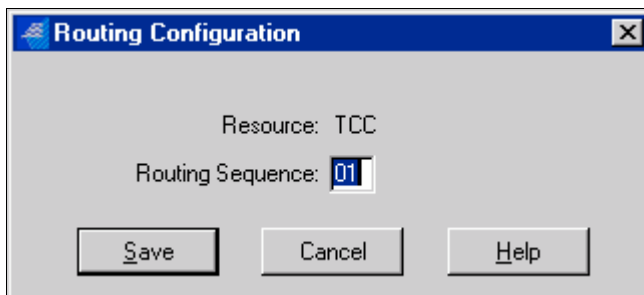 Routing Configuration
Resource: TCC
Routing Sequence: 01
Save Cancel Help